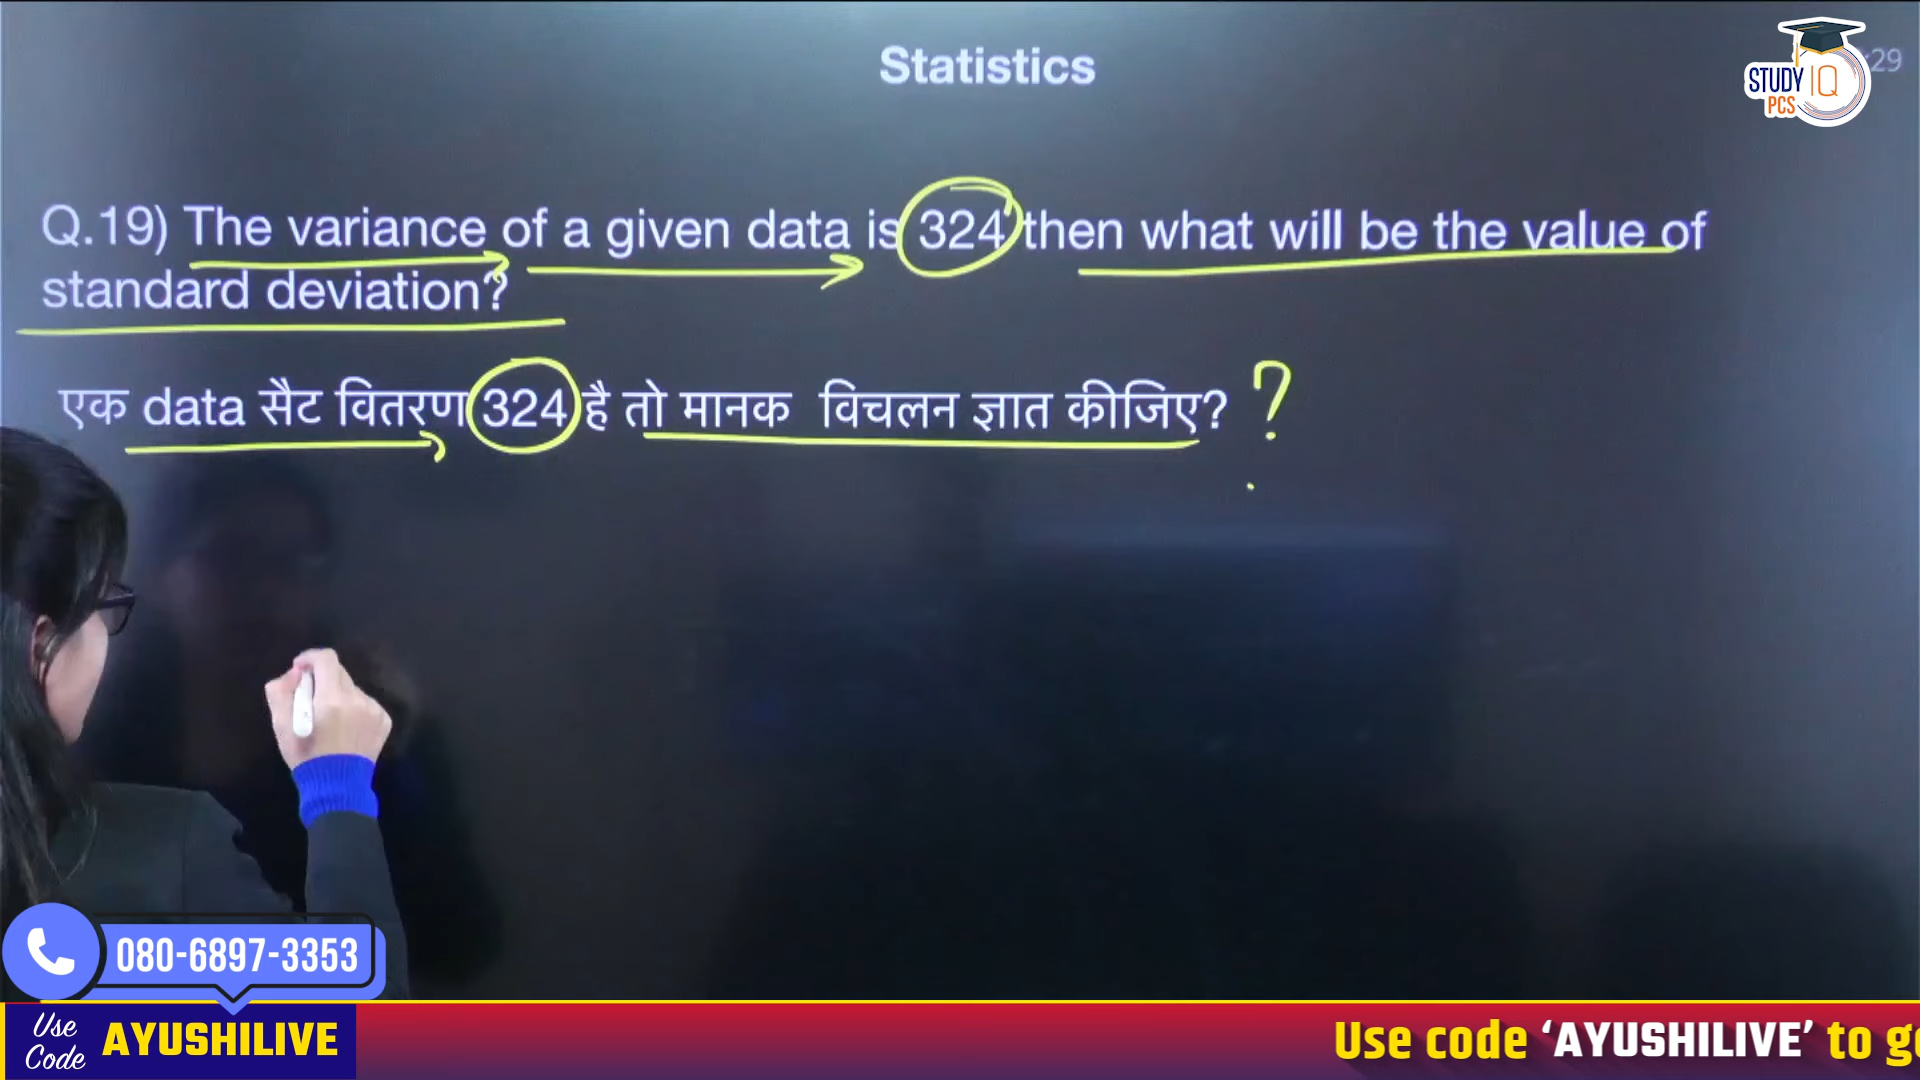 Statistics
STUDY IQ
PCS
:29
Q.19) The variance of a given data is 324 then what will be the value of
standard deviation?
एक data सैट वितरण 324 है तो मानक विचलन ज्ञात कीजिए? ?
080-6897-3353
Use
Code
AYUSHILIVE
Use code ‘AYUSHILIVE’ to g